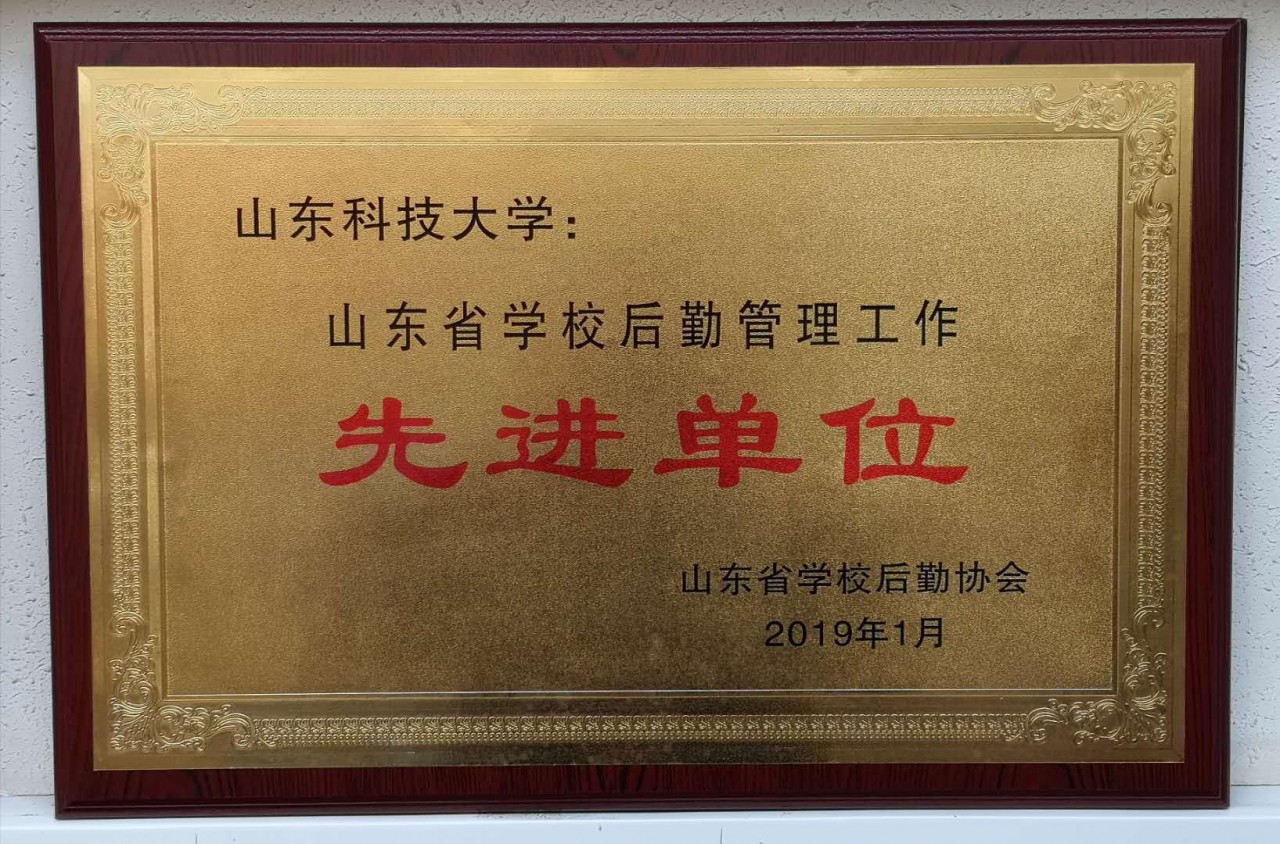 山东科技大学：
山东省学校后勤管理工作
先进单位
山东省学校后勤协会
2019年1月